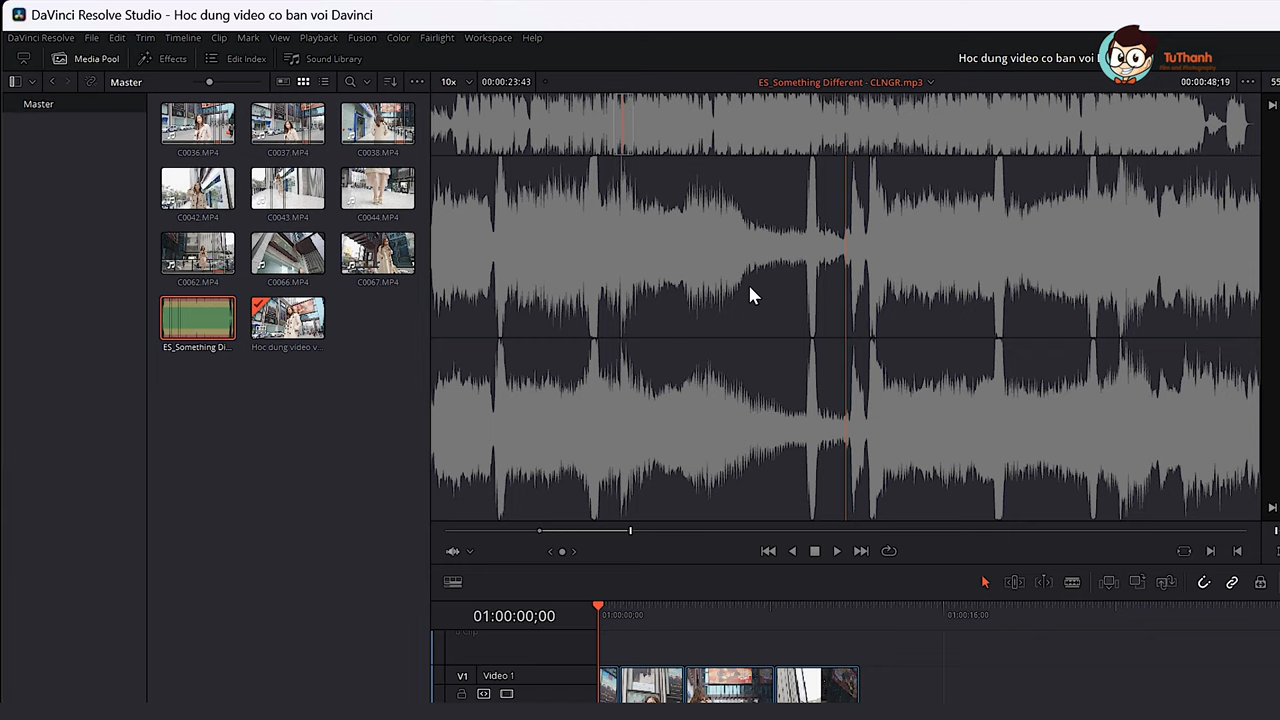 DaVinci Resolve Studio - Hoc dung video co ban voi Davinci
DaVinci Resolve File Edit Trim Timeline Clip Mark View Playback Fusion Color Fairlight Workspace Help
Media Pool Effects Edit Index Sound Library Hoc dung video co ban voi
TuThanh
Master 10x 00:00:23:43 ES_Something Different - CLNGR.mp3 00:00:48;19
Master
C0036.MP4 C0037.MP4 C0038.MP4
C0042.MP4 C0043.MP4 C0044.MP4
C0062.MP4 C0066.MP4 C0067.MP4
ES_Something Di... Hoc dung video v...
01:00:00;00 01:00:00;00 01:00:16;00
V1 Video 1